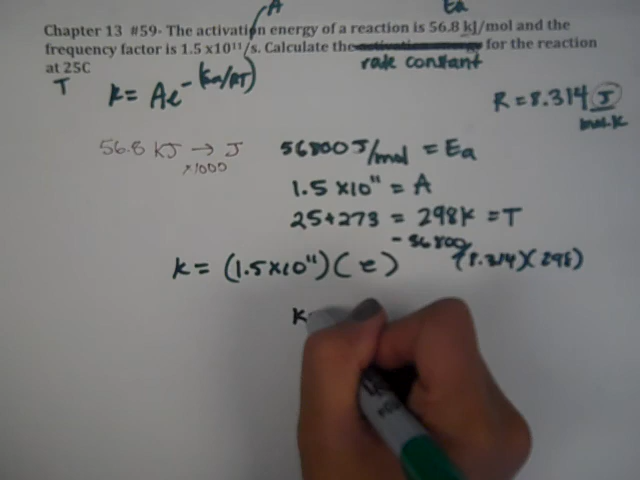 A Ea
Chapter 13 #59- The activation energy of a reaction is 56.8 kJ/mol and the
frequency factor is 1.5 x10¹¹/s. Calculate the activation energy for the reaction
rate constant
at 25C
T
k = Ae^-(Ea/RT)
R = 8.314 J
mol.K
56.8 KJ → J
x1000
56800 J/mol = Ea
1.5 x10¹¹ = A
25+273 = 298K = T
k = (1.5x10¹¹)(e)^-56800/(8.314)(298)
k